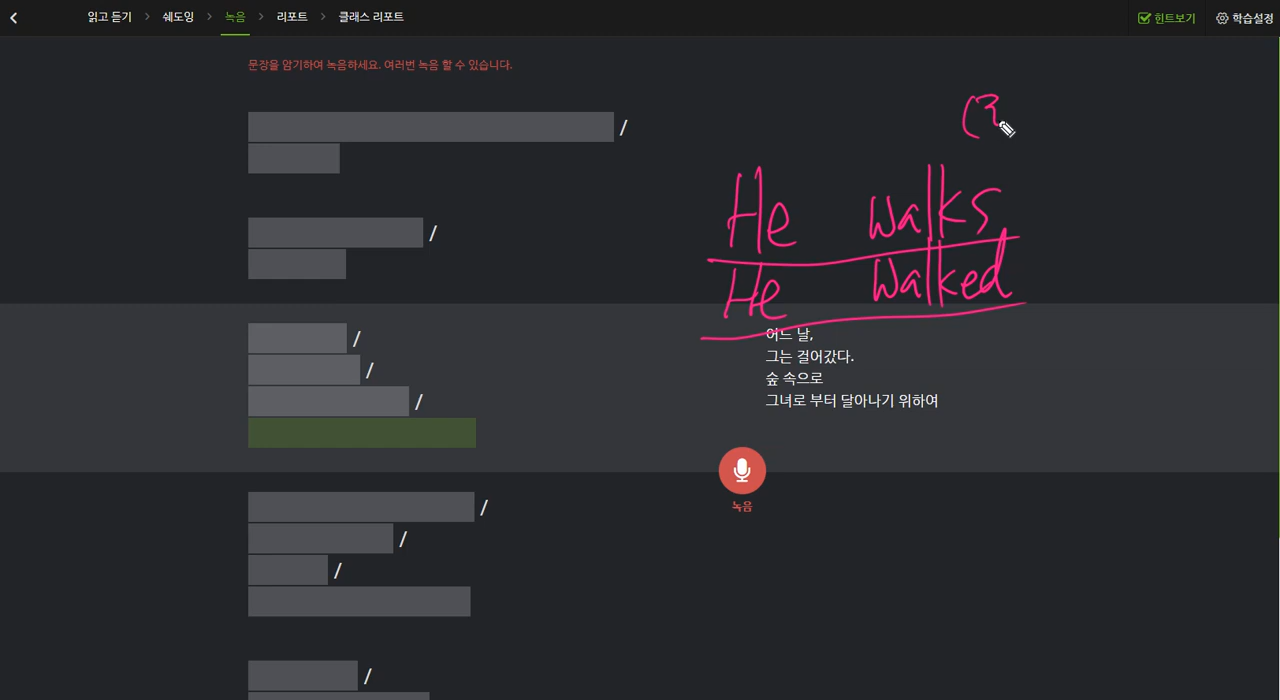 읽고 듣기 > 쉐도잉 > 녹음 > 리포트 > 클래스 리포트
힌트보기 학습설정
문장을 암기하여 녹음하세요. 여러번 녹음 할 수 있습니다.
(3
/
He walks
/
He walked
어느 날,
/
그는 걸어갔다.
/
숲 속으로
/
그녀로 부터 달아나기 위하여
녹음
/
/
/
/